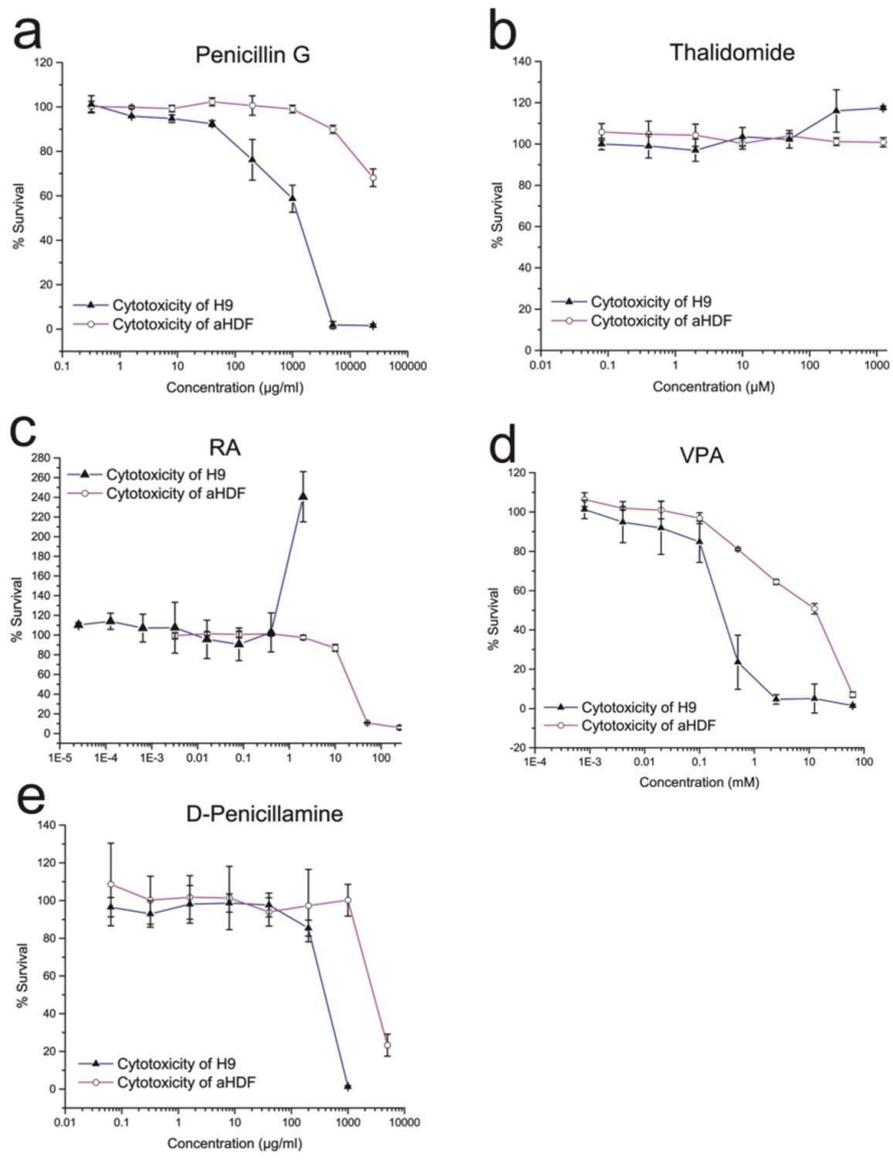 a
Penicillin G
120
100
80
60
40
20
0
% Survival
Cytotoxicity of H9
Cytotoxicity of aHDF
0.1 1 10 100 1000 10000 100000
Concentration (µg/ml)
b
Thalidomide
140
120
100
80
60
40
20
0
% Survival
Cytotoxicity of H9
Cytotoxicity of aHDF
0.01 0.1 1 10 100 1000
Concentration (µM)
c
RA
280
260
240
220
200
180
160
140
120
100
80
60
40
20
0
% Survival
Cytotoxicity of H9
Cytotoxicity of aHDF
1E-5 1E-4 1E-3 0.01 0.1 1 10 100
d
VPA
120
100
80
60
40
20
0
-20
% Survival
Cytotoxicity of H9
Cytotoxicity of aHDF
1E-4 1E-3 0.01 0.1 1 10 100
Concentration (mM)
e
D-Penicillamine
140
120
100
80
60
40
20
0
% Survival
Cytotoxicity of H9
Cytotoxicity of aHDF
0.01 0.1 1 10 100 1000 10000
Concentration (µg/ml)